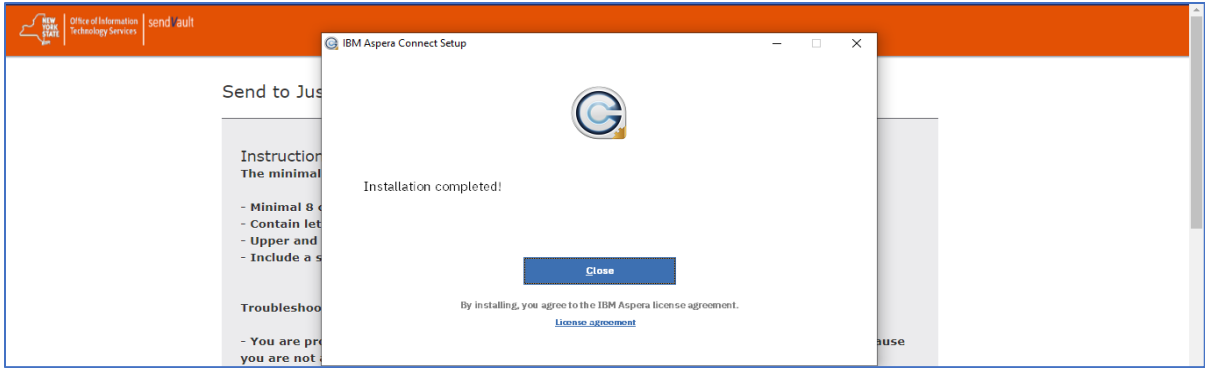 NEW
YORK
STATE
Office of Information
Technology Services
sendVault
IBM Aspera Connect Setup
Send to Jus
Instruction
The minimal
- Minimal 8 c
- Contain let
- Upper and
- Include a s
Troubleshoo
- You are pre
ause
you are not a
Installation completed!
Close
By installing, you agree to the IBM Aspera license agreement.
License agreement